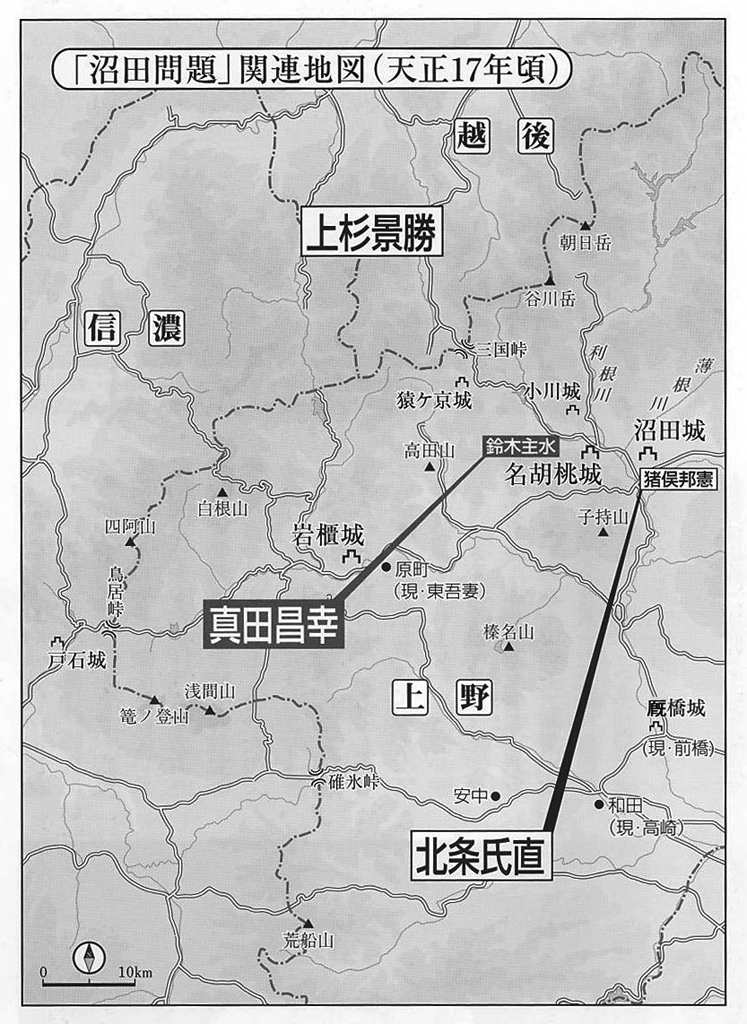 「沼田問題」関連地図（天正17年頃）
越後
上杉景勝
朝日岳
谷川岳
信濃
三国峠
利根川
薄根川
猿ケ京城
小川城
沼田城
高田山
鈴木主水
名胡桃城
猪俣邦憲
白根山
四阿山
岩櫃城
子持山
鳥居峠
原町
（現・東吾妻）
真田昌幸
榛名山
戸石城
浅間山
篭ノ登山
上野
厩橋城
（現・前橋）
碓氷峠
安中
和田
（現・高崎）
北条氏直
荒船山
0 10km